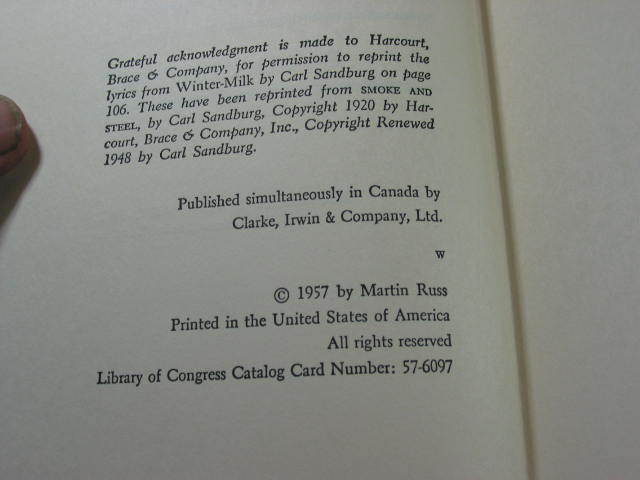 Grateful acknowledgment is made to Harcourt,
Brace & Company, for permission to reprint the
lyrics from Winter-Milk by Carl Sandburg on page
106. These have been reprinted from SMOKE AND
STEEL, by Carl Sandburg, Copyright 1920 by Har-
court, Brace & Company, Inc., Copyright Renewed
1948 by Carl Sandburg.
Published simultaneously in Canada by
Clarke, Irwin & Company, Ltd.
W
© 1957 by Martin Russ
Printed in the United States of America
All rights reserved
Library of Congress Catalog Card Number: 57-6097